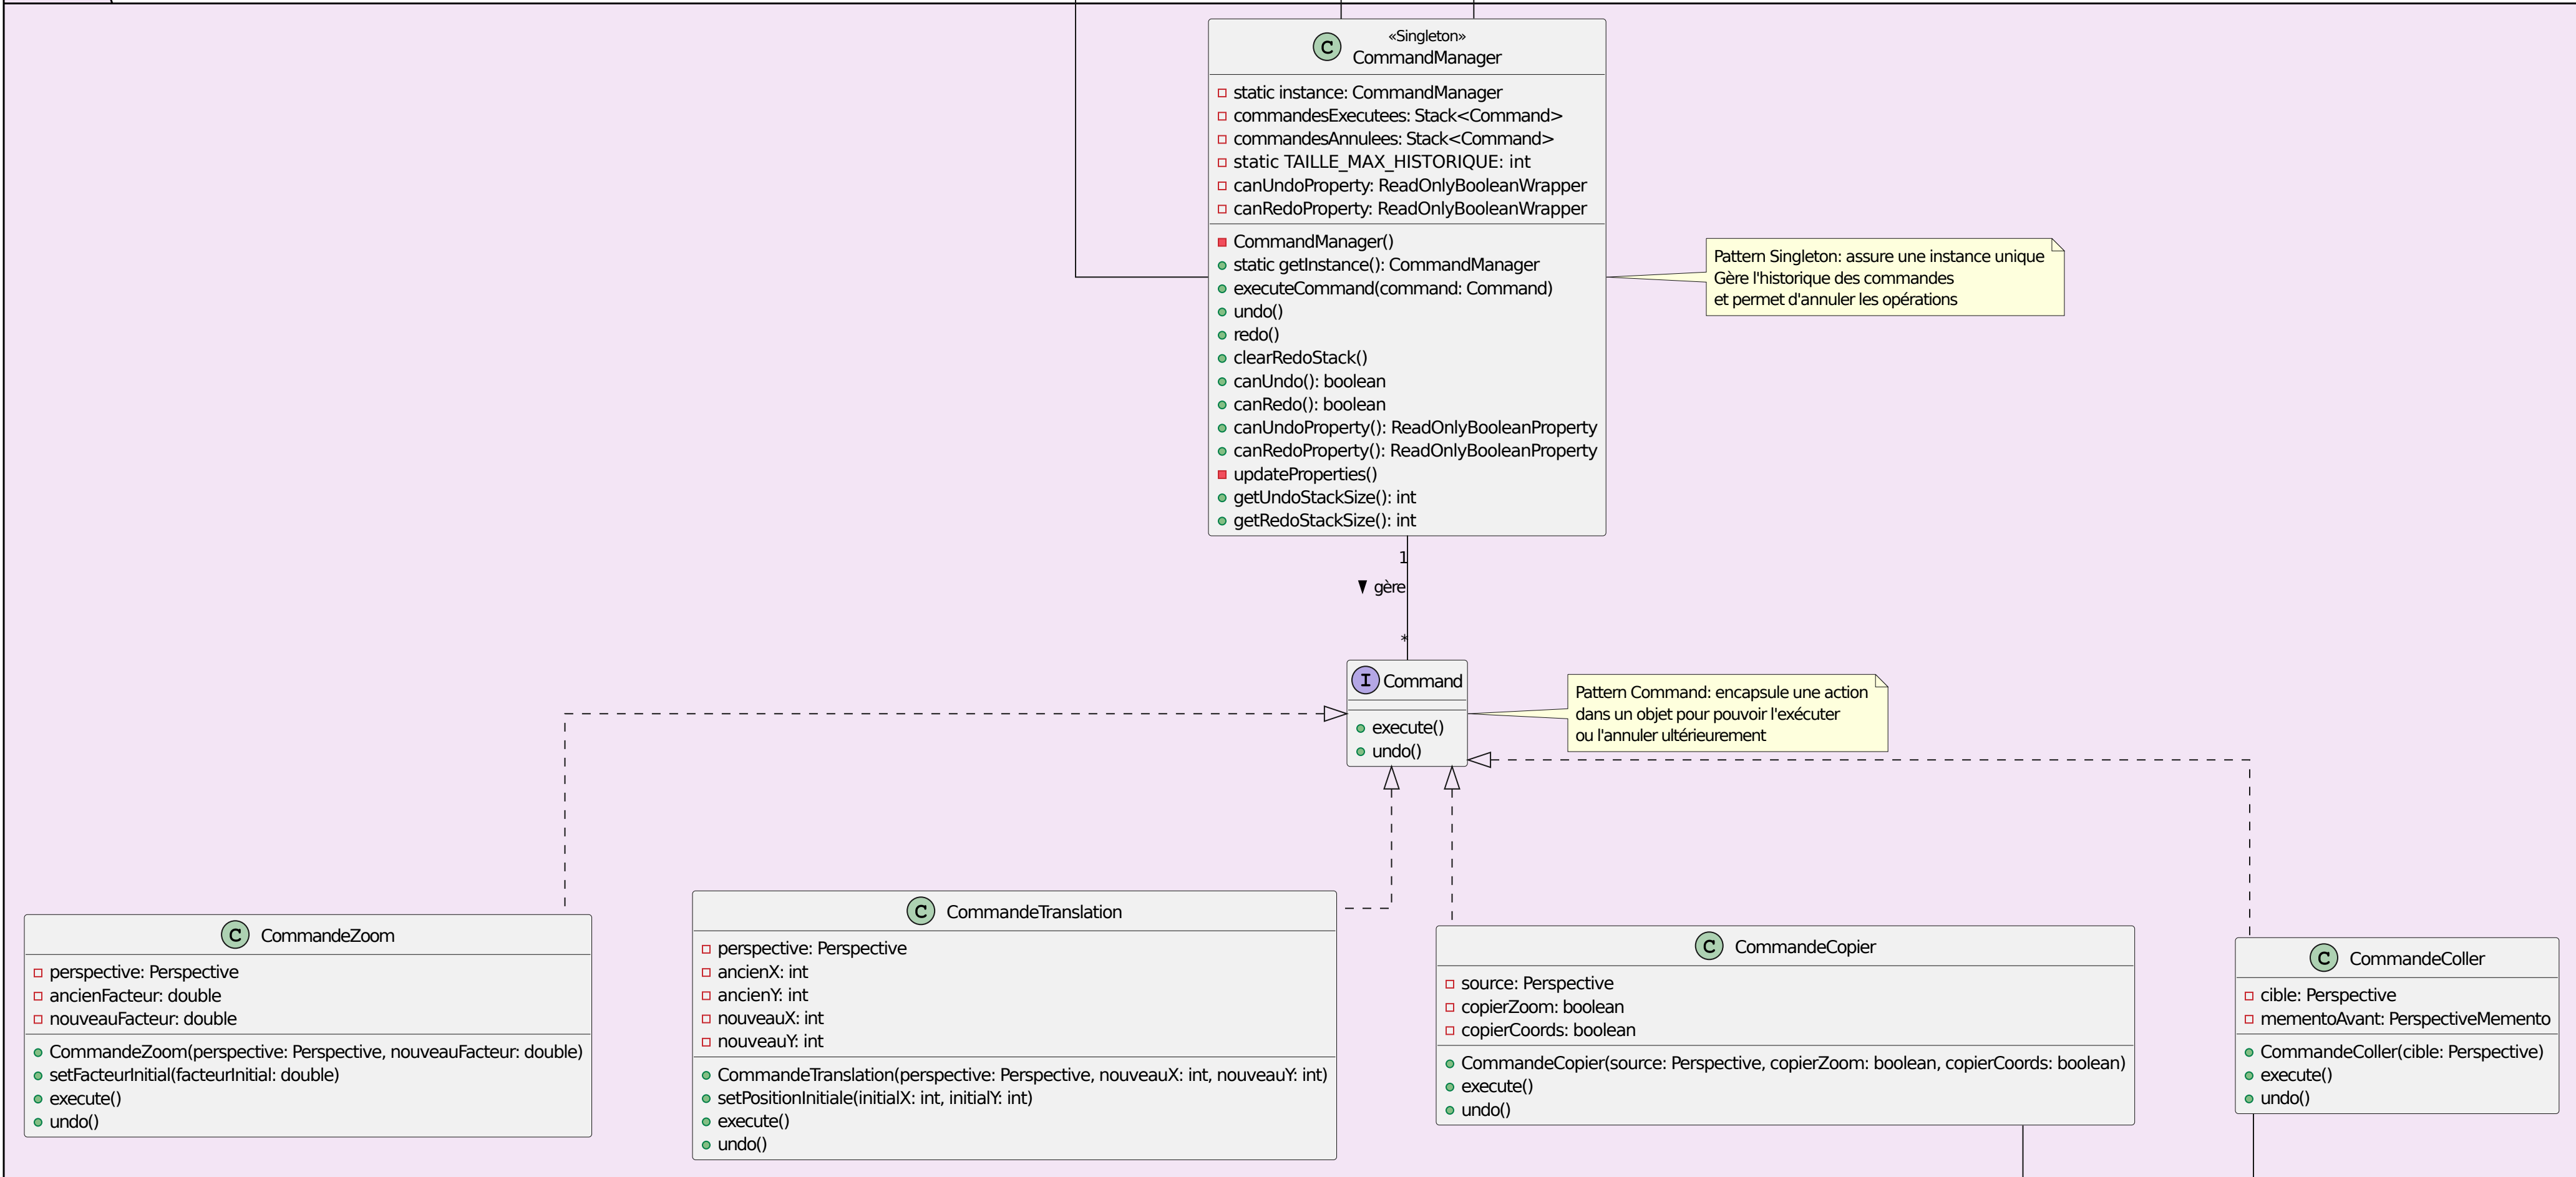 «Singleton»
C
CommandManager
static instance: CommandManager
commandesExecutees: Stack<Command>
commandesAnnulees: Stack<Command>
static TAILLE_MAX_HISTORIQUE: int
canUndoProperty: ReadOnlyBooleanWrapper
canRedoProperty: ReadOnlyBooleanWrapper
CommandManager()
static getInstance(): CommandManager
executeCommand(command: Command)
undo()
redo()
clearRedoStack()
canUndo(): boolean
canRedo(): boolean
canUndoProperty(): ReadOnlyBooleanProperty
canRedoProperty(): ReadOnlyBooleanProperty
updateProperties()
getUndoStackSize(): int
getRedoStackSize(): int
Pattern Singleton: assure une instance unique
Gère l'historique des commandes
et permet d'annuler les opérations
1
gère
*
I Command
execute()
undo()
Pattern Command: encapsule une action
dans un objet pour pouvoir l'exécuter
ou l'annuler ultérieurement
C CommandeZoom
perspective: Perspective
ancienFacteur: double
nouveauFacteur: double
CommandeZoom(perspective: Perspective, nouveauFacteur: double)
setFacteurInitial(facteurInitial: double)
execute()
undo()
C CommandeTranslation
perspective: Perspective
ancienX: int
ancienY: int
nouveauX: int
nouveauY: int
CommandeTranslation(perspective: Perspective, nouveauX: int, nouveauY: int)
setPositionInitiale(initialX: int, initialY: int)
execute()
undo()
C CommandeCopier
source: Perspective
copierZoom: boolean
copierCoords: boolean
CommandeCopier(source: Perspective, copierZoom: boolean, copierCoords: boolean)
execute()
undo()
C CommandeColler
cible: Perspective
mementoAvant: PerspectiveMemento
CommandeColler(cible: Perspective)
execute()
undo()